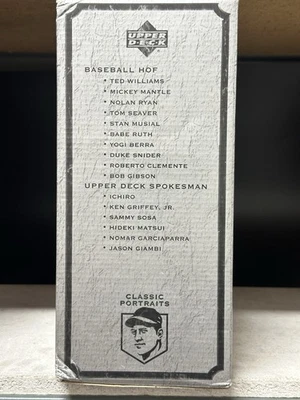 UPPER
DECK
BASEBALL HOF
• TED WILLIAMS
• MICKEY MANTLE
• NOLAN RYAN
• TOM SEAVER
• STAN MUSIAL
• BABE RUTH
• YOGI BERRA
• DUKE SNIDER
• ROBERTO CLEMENTE
• BOB GIBSON
UPPER DECK SPOKESMAN
• ICHIRO
• KEN GRIFFEY, JR.
• SAMMY SOSA
• HIDEKI MATSUI
• NOMAR GARCIAPARRA
• JASON GIAMBI
CLASSIC
PORTRAITS